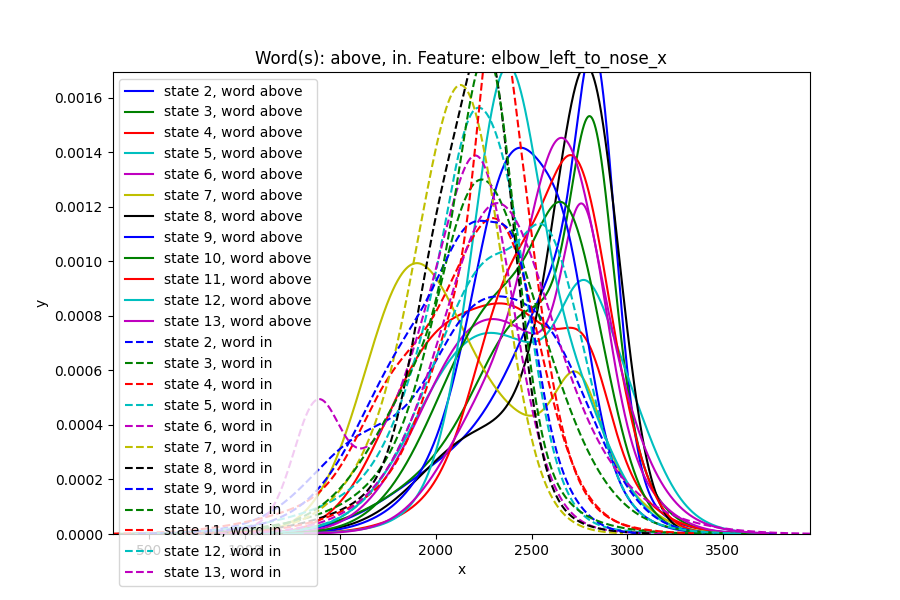 Word(s): above, in. Feature: elbow_left_to_nose_x
y
0.0016
0.0014
0.0012
0.0010
0.0008
0.0006
0.0004
0.0002
0.0000
state 2, word above
state 3, word above
state 4, word above
state 5, word above
state 6, word above
state 7, word above
state 8, word above
state 9, word above
state 10, word above
state 11, word above
state 12, word above
state 13, word above
state 2, word in
state 3, word in
state 4, word in
state 5, word in
state 6, word in
state 7, word in
state 8, word in
state 9, word in
state 10, word in
state 11, word in
state 12, word in
state 13, word in
500 1000 1500 2000 2500 3000 3500
x